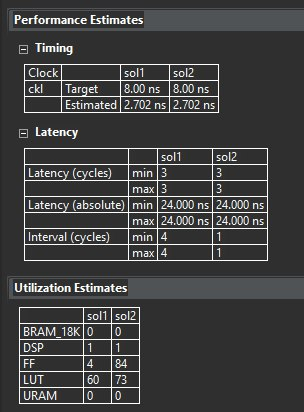 Performance Estimates
Timing
Clock sol1 sol2
ckl Target 8.00 ns 8.00 ns
Estimated 2.702 ns 2.702 ns
Latency
sol1 sol2
Latency (cycles) min 3 3
max 3 3
Latency (absolute) min 24.000 ns 24.000 ns
max 24.000 ns 24.000 ns
Interval (cycles) min 4 1
max 4 1
Utilization Estimates
sol1 sol2
BRAM_18K 0 0
DSP 1 1
FF 4 84
LUT 60 73
URAM 0 0